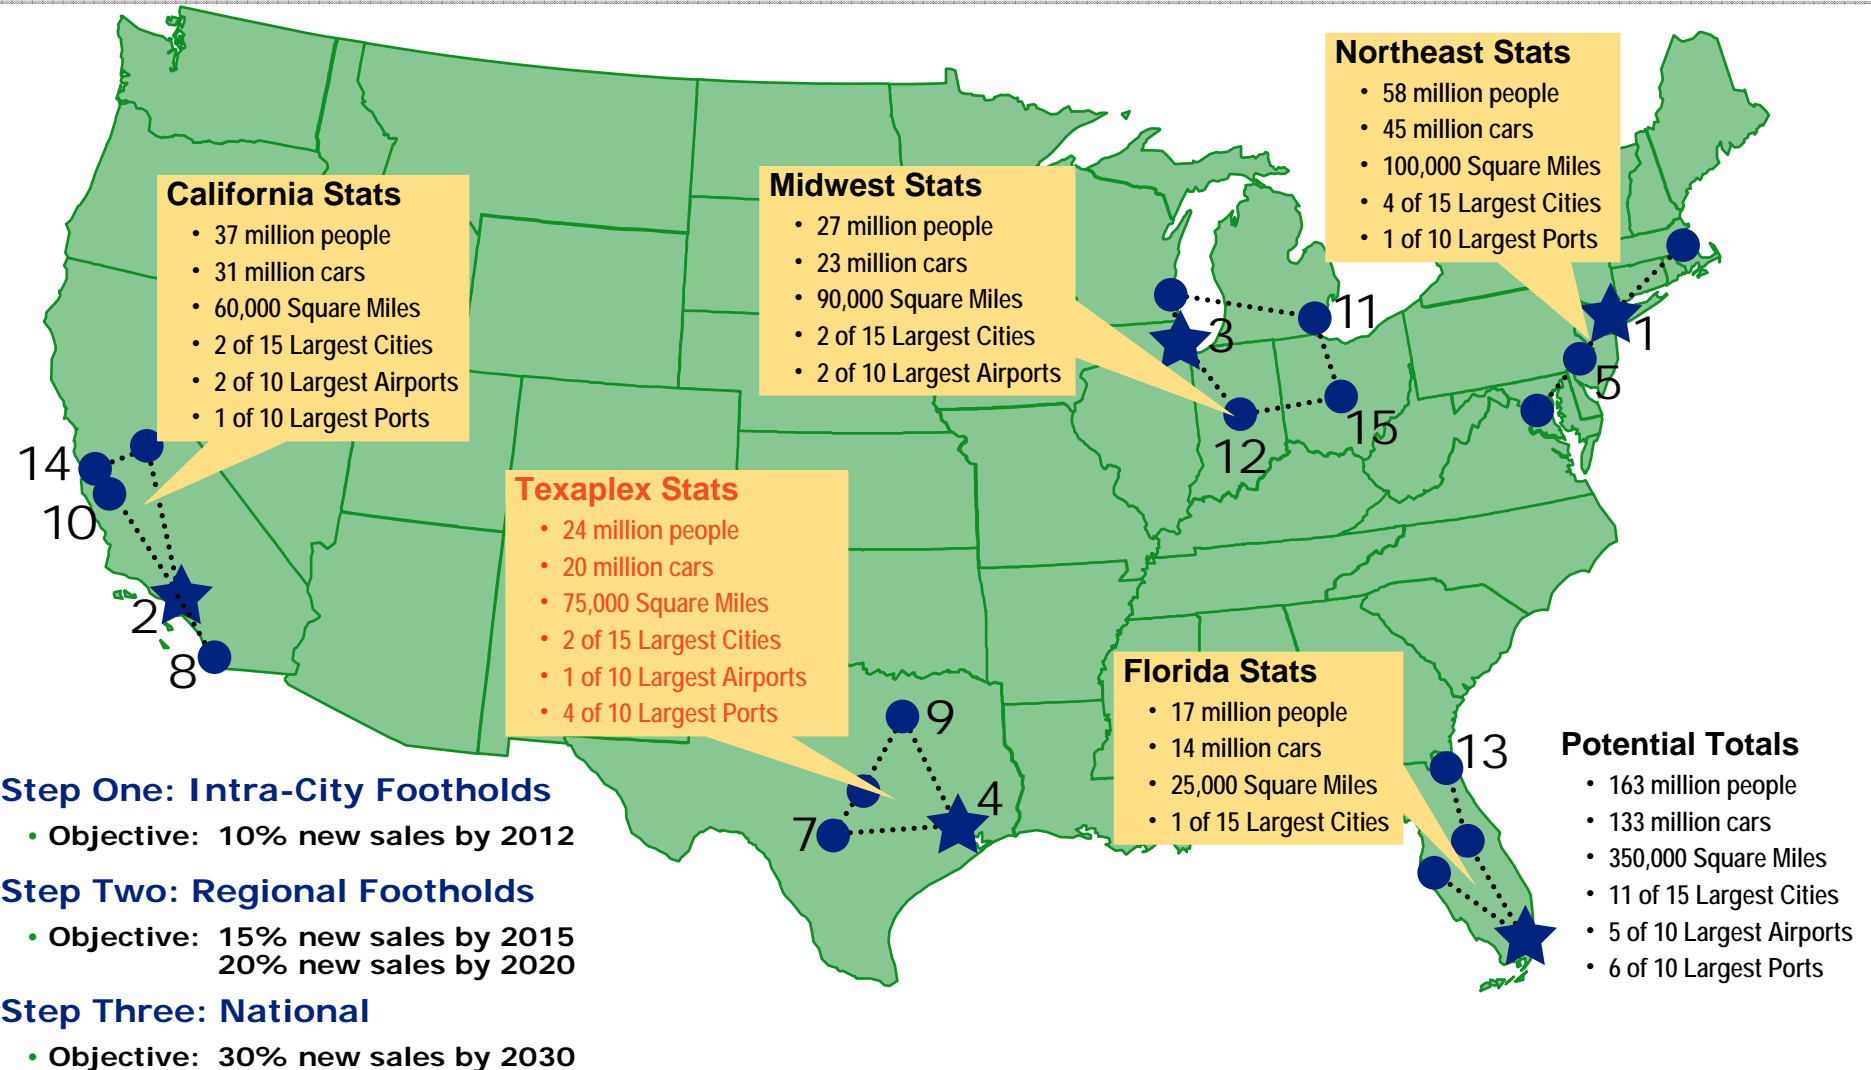 Northeast Stats
• 58 million people
• 45 million cars
• 100,000 Square Miles
• 4 of 15 Largest Cities
• 1 of 10 Largest Ports
Midwest Stats
• 27 million people
• 23 million cars
• 90,000 Square Miles
• 2 of 15 Largest Cities
• 2 of 10 Largest Airports
California Stats
• 37 million people
• 31 million cars
• 60,000 Square Miles
• 2 of 15 Largest Cities
• 2 of 10 Largest Airports
• 1 of 10 Largest Ports
11
3
1
5
15
12
14
10
2
8
Texaplex Stats
• 24 million people
• 20 million cars
• 75,000 Square Miles
• 2 of 15 Largest Cities
• 1 of 10 Largest Airports
• 4 of 10 Largest Ports
9
4
7
Florida Stats
• 17 million people
• 14 million cars
• 25,000 Square Miles
• 1 of 15 Largest Cities
13
Potential Totals
• 163 million people
• 133 million cars
• 350,000 Square Miles
• 11 of 15 Largest Cities
• 5 of 10 Largest Airports
• 6 of 10 Largest Ports
Step One: Intra-City Footholds
• Objective: 10% new sales by 2012
Step Two: Regional Footholds
• Objective: 15% new sales by 2015
20% new sales by 2020
Step Three: National
• Objective: 30% new sales by 2030